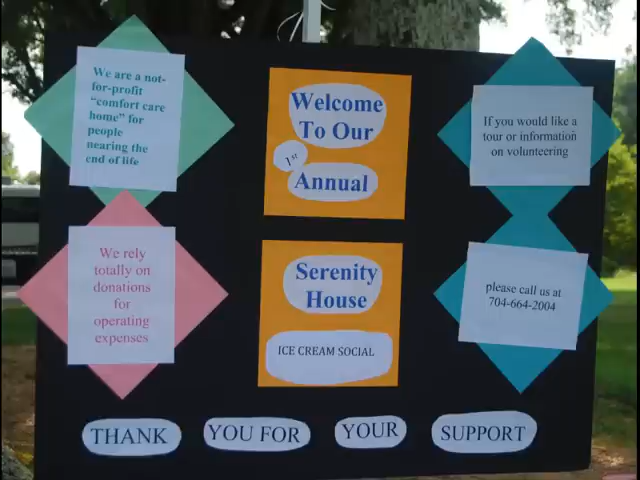 We are a not-
for-profit
"comfort care
home" for
people
nearing the
end of life
We rely
totally on
donations
for
operating
expenses
Welcome
To Our
1st
Annual
Serenity
House
ICE CREAM SOCIAL
If you would like a
tour or information
on volunteering
please call us at
704-664-2004
THANK YOU FOR YOUR SUPPORT